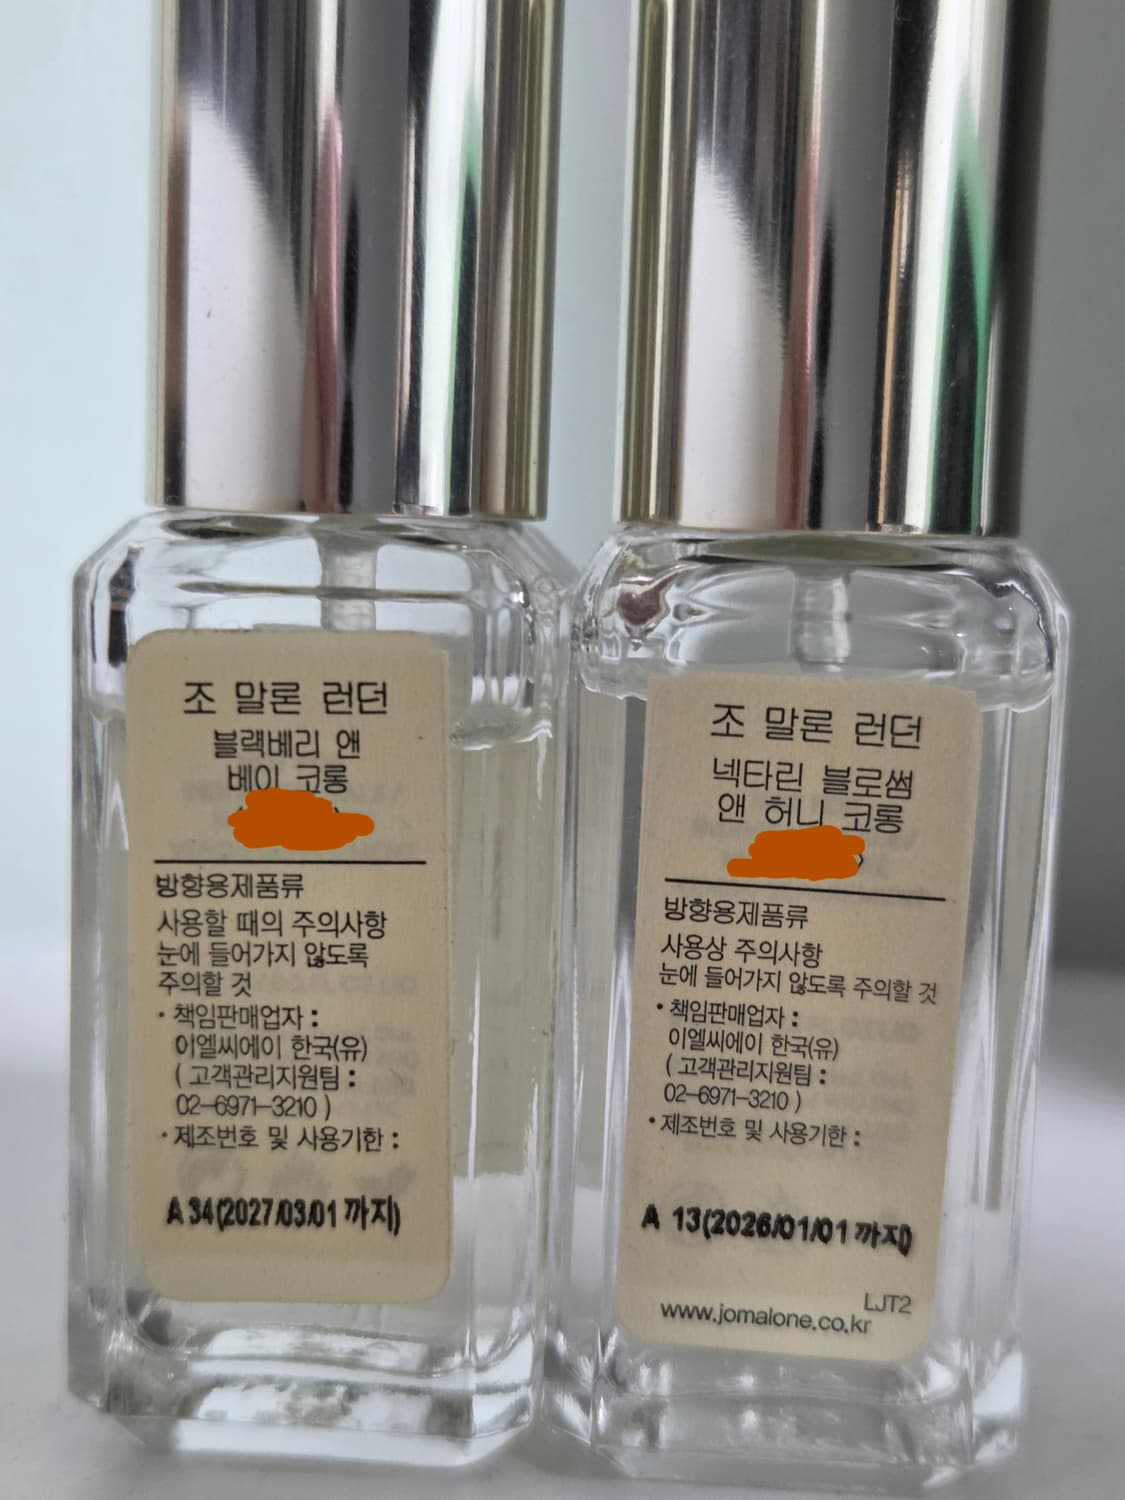 조 말론 런던
블랙베리 앤
베이 코롱
방향용제품류
사용할 때의 주의사항
눈에 들어가지 않도록
주의할 것
· 책임판매업자 :
이엘씨에이 한국(유)
( 고객관리지원팀 :
02-6971-3210 )
· 제조번호 및 사용기한 :
A 34(2027/03/01 까지)
조 말론 런던
넥타린 블로썸
앤 허니 코롱
방향용제품류
사용상 주의사항
눈에 들어가지 않도록 주의할 것
• 책임판매업자 :
이엘씨에이 한국(유)
( 고객관리지원팀 :
02-6971-3210 )
• 제조번호 및 사용기한 :
A 13(2026/01/01 까지)
LJT2
www.jomalone.co.kr